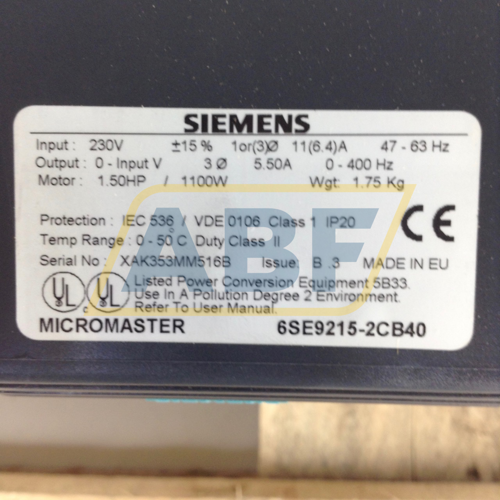 SIEMENS
Input : 230V ±15 % 1or(3)Ø 11(6.4)A 47 - 63 Hz
Output : 0 - Input V 3 Ø 5.50A 0 - 400 Hz
Motor : 1.50HP / 1100W Wgt: 1.75 Kg
Protection : IEC 536 / VDE 0106 Class 1 IP20
Temp Range : 0 - 50°C Duty Class II
Serial No : XAK353MM516B Issue : B .3 MADE IN EU
CE
UL c UL Listed Power Conversion Equipment 5B33.
Use In A Pollution Degree 2 Environment.
Refer To User Manual.
MICROMASTER 6SE9215-2CB40
ABF